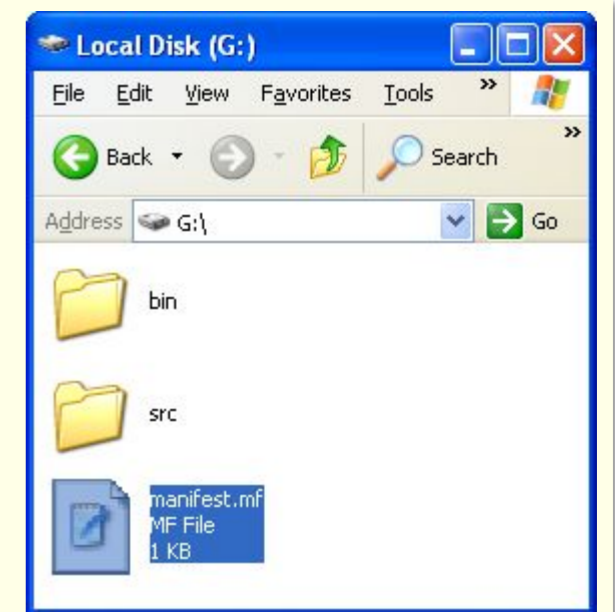 Local Disk (G:)
File Edit View Favorites Tools »
Back Search »
Address G:\ Go
bin
src
manifest.mf
MF File
1 KB